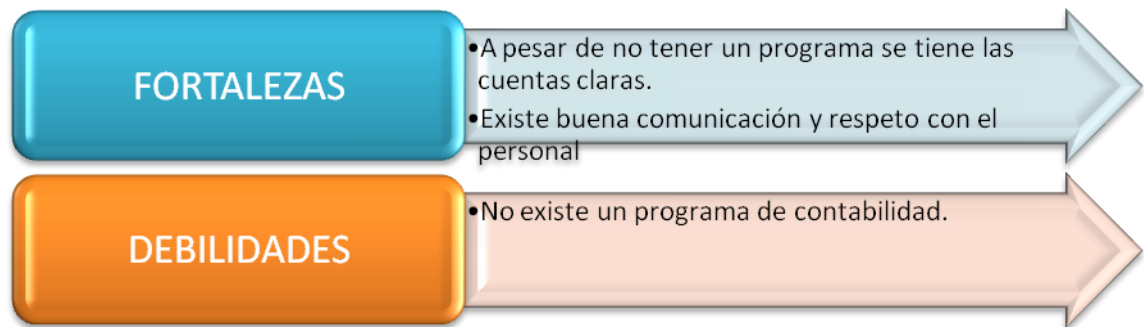 FORTALEZAS
•A pesar de no tener un programa se tiene las
cuentas claras.
•Existe buena comunicación y respeto con el
personal
DEBILIDADES
•No existe un programa de contabilidad.